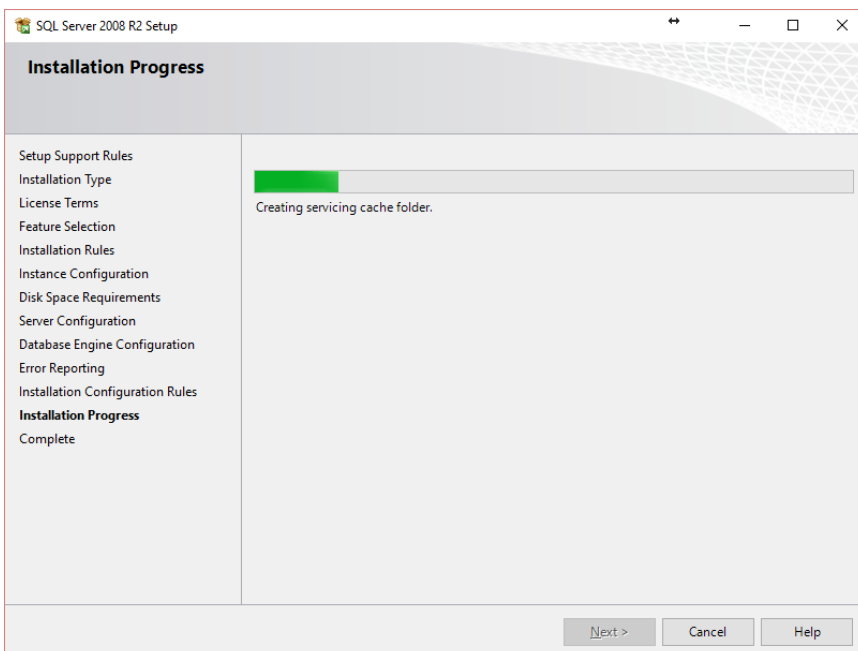 SQL Server 2008 R2 Setup
Installation Progress
Setup Support Rules
Installation Type
License Terms
Feature Selection
Installation Rules
Instance Configuration
Disk Space Requirements
Server Configuration
Database Engine Configuration
Error Reporting
Installation Configuration Rules
Installation Progress
Complete
Creating servicing cache folder.
Next >
Cancel
Help